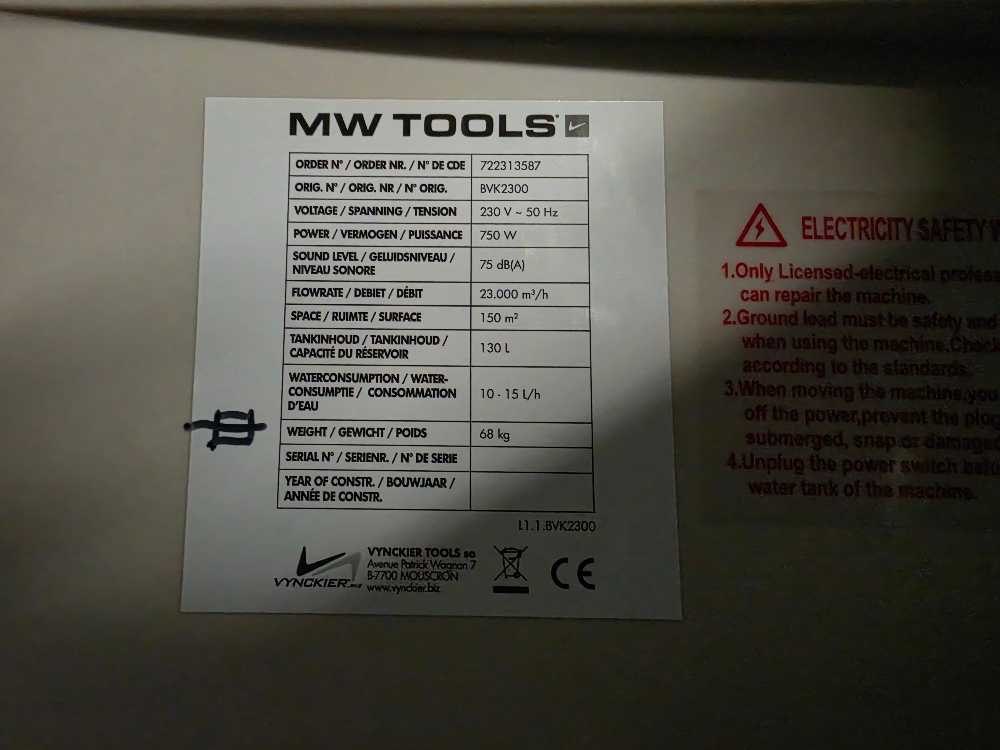 MW TOOLS
ORDER N° / ORDER NR. / N° DE CDE 722313587
ORIG. N° / ORIG. NR / N° ORIG. BVK2300
VOLTAGE / SPANNING / TENSION 230 V ~ 50 Hz
POWER / VERMOGEN / PUISSANCE 750 W
SOUND LEVEL / GELUIDSNIVEAU /
NIVEAU SONORE 75 dB(A)
FLOWRATE / DEBIET / DÉBIT 23.000 m³/h
SPACE / RUIMTE / SURFACE 150 m²
TANKINHOUD / TANKINHOUD /
CAPACITÉ DU RÉSERVOIR 130 L
WATERCONSUMPTION / WATER-
CONSUMPTIE / CONSOMMATION
D'EAU 10 - 15 L/h
WEIGHT / GEWICHT / POIDS 68 kg
SERIAL N° / SERIENR. / N° DE SERIE
YEAR OF CONSTR. / BOUWJAAR /
ANNÉE DE CONSTR.
L1.1.BVK2300
VYNCKIER
VYNCKIER TOOLS sa
Avenue Patrick Wagnon 7
B-7700 MOUSCRON
www.vynckier.biz
CE
ELECTRICITY SAFETY
1.Only Licensed-electrical
can repair the machine.
2.Ground lead must be safety and
when using the machine.Check
according to the standards.
3.When moving the machine,you
off the power,prevent the
submerged, snap or
4.Unplug the power switch
water tank of the machine.